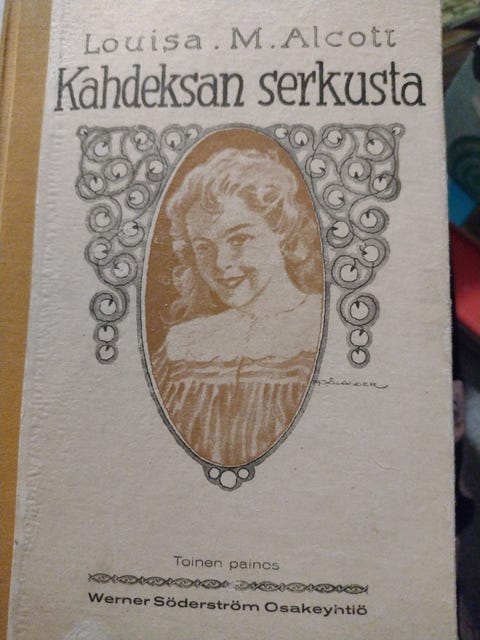 Louisa. M. Alcott
Kahdeksan serkusta
Toinen painos
Werner Söderström Osakeyhtiö